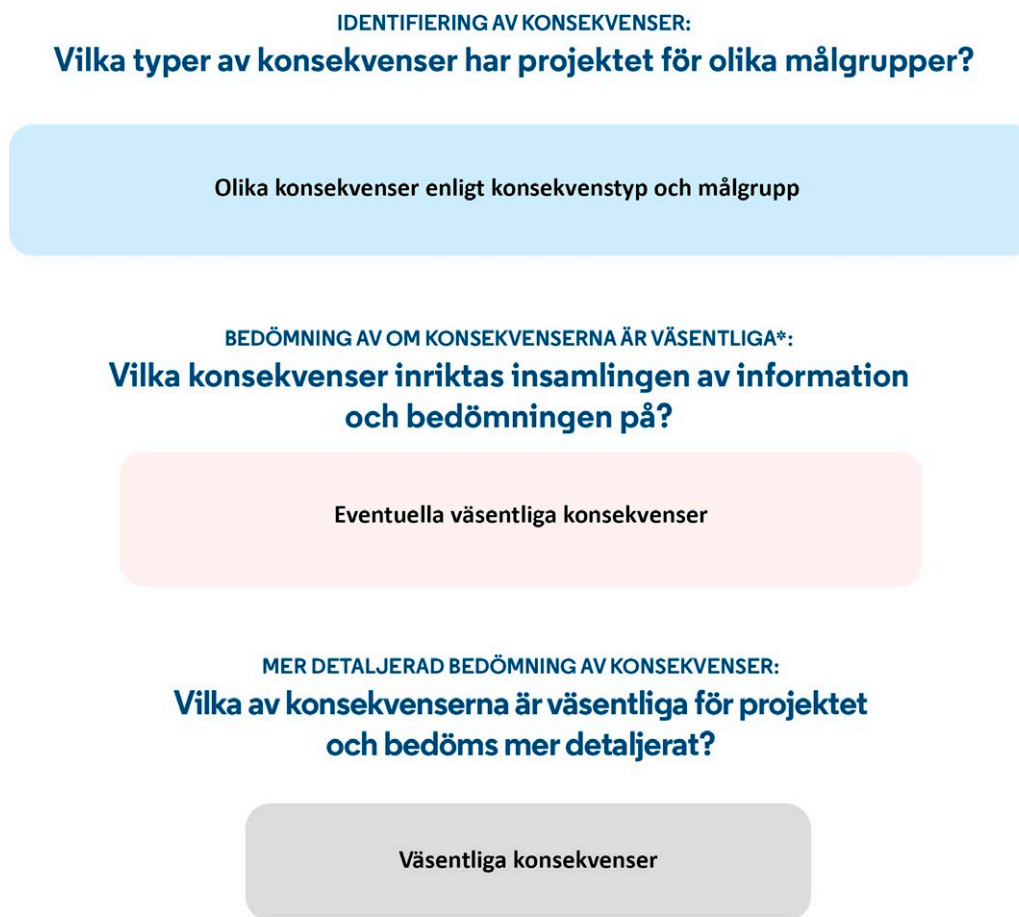 IDENTIFIERING AV KONSEKVENSER:
Vilka typer av konsekvenser har projektet för olika målgrupper?
Olika konsekvenser enligt konsekvenstyp och målgrupp
BEDÖMNING AV OM KONSEKVENSERNA ÄR VÄSENTLIGA*:
Vilka konsekvenser inriktas insamlingen av information
och bedömningen på?
Eventuella väsentliga konsekvenser
MER DETALJERAD BEDÖMNING AV KONSEKVENSER:
Vilka av konsekvenserna är väsentliga för projektet
och bedöms mer detaljerat?
Väsentliga konsekvenser